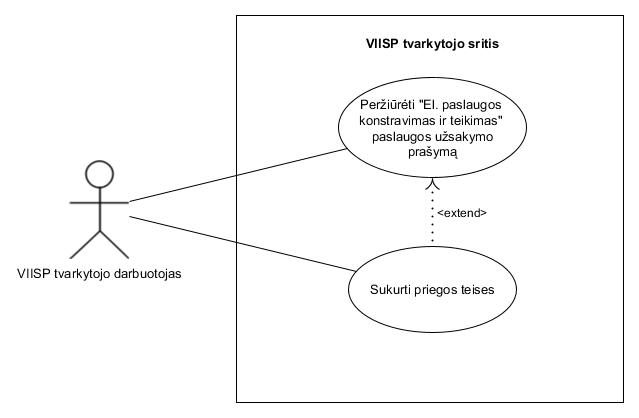 VIISP tvarkytojo sritis
Peržiūrėti "El. paslaugos
konstravimas ir teikimas"
paslaugos užsakymo
prašymą
<extend>
VIISP tvarkytojo darbuotojas
Sukurti priegos teises